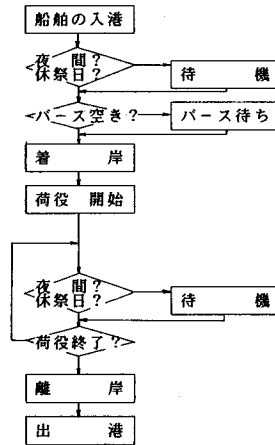 船舶の入港
夜間?
休祭日?
待機
バース空き?
バース待ち
着岸
荷役 開始
夜間?
休祭日?
待機
荷役終了?
離岸
出港